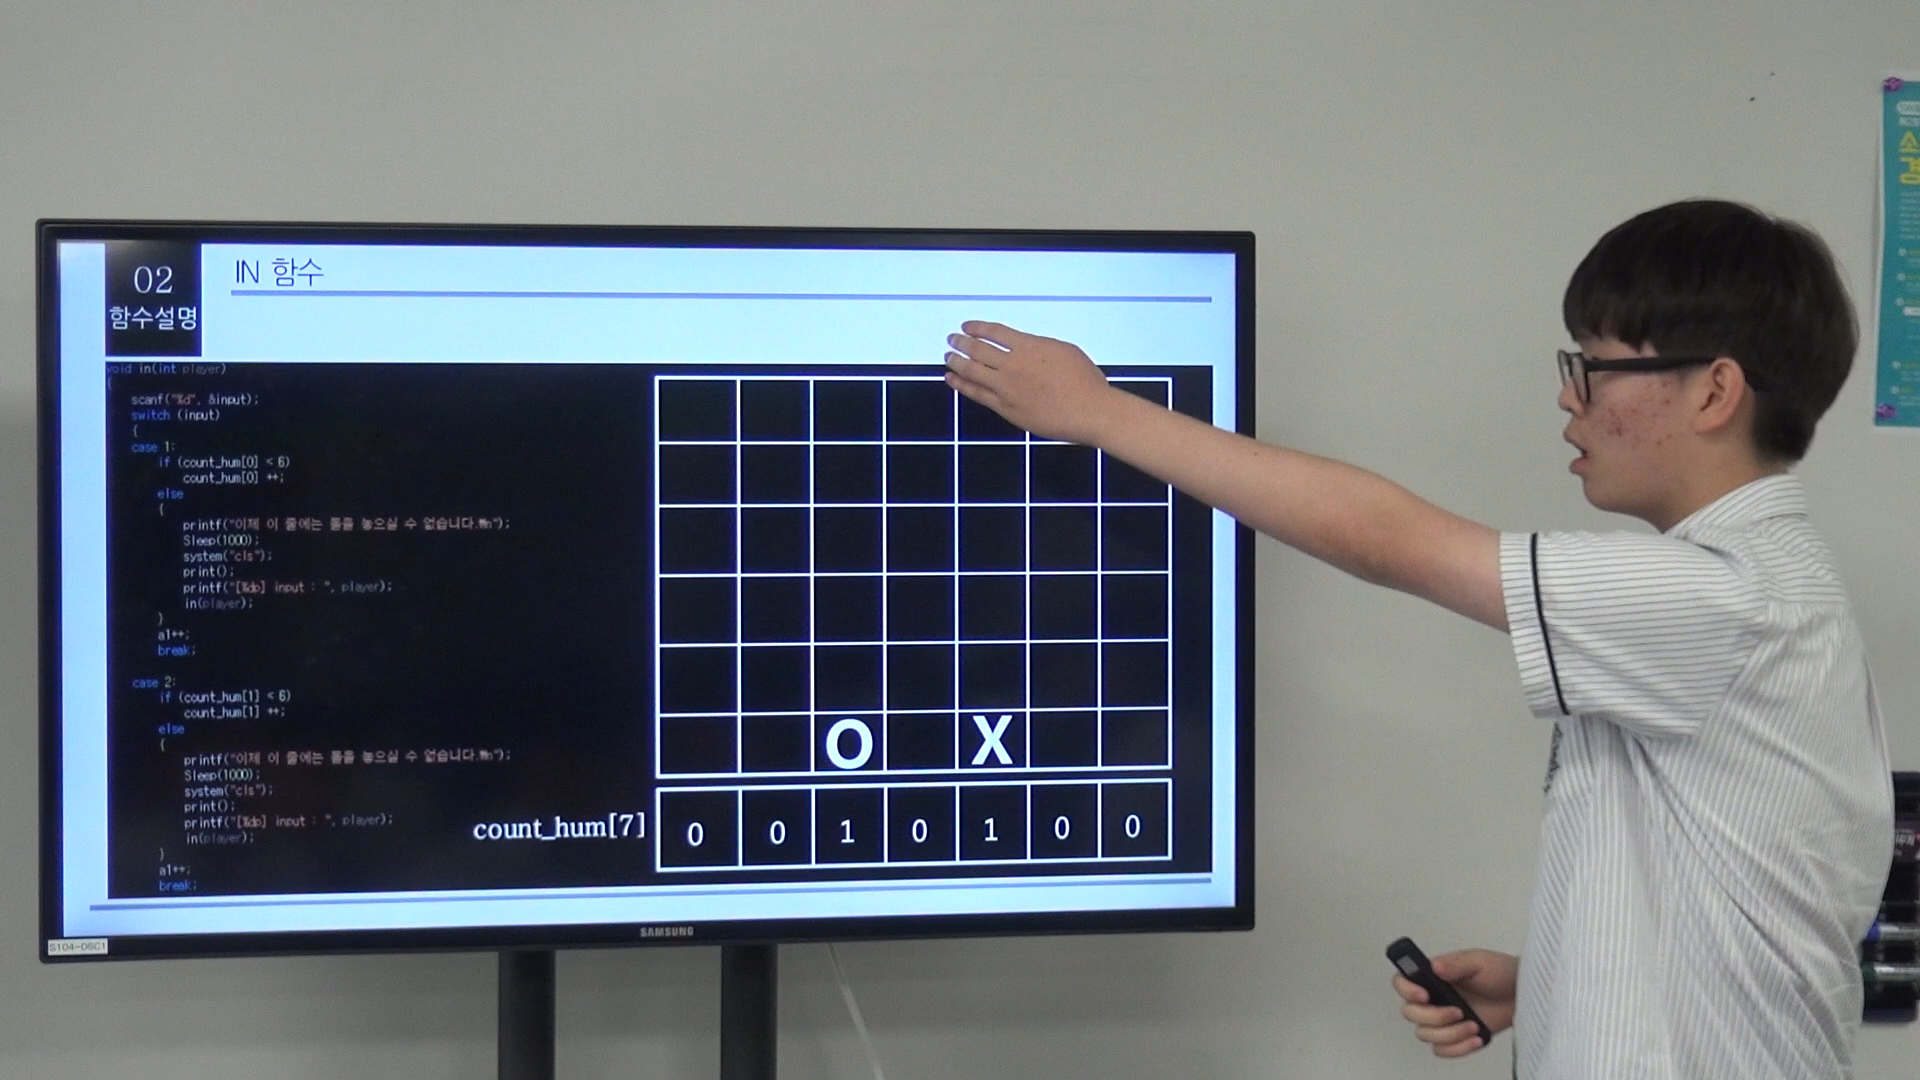 02
함수설명
IN 함수
void in(int player)
{
scanf("%d", &input);
switch (input)
{
case 1:
if (count_hum[0] < 6)
count_hum[0] ++;
else
{
printf("이제 이 줄에는 돌을 놓으실 수 없습니다.₩n");
Sleep(1000);
system("cls");
print();
printf("[%dp] input : ", player);
in(player);
}
a1++;
break;
case 2:
if (count_hum[1] < 6)
count_hum[1] ++;
else
{
printf("이제 이 줄에는 돌을 놓으실 수 없습니다.₩n");
Sleep(1000);
system("cls");
print();
printf("[%dp] input : ", player);
in(player);
}
a1++;
break;
O X
count_hum[7] 0 0 1 0 1 0 0
SAMSUNG